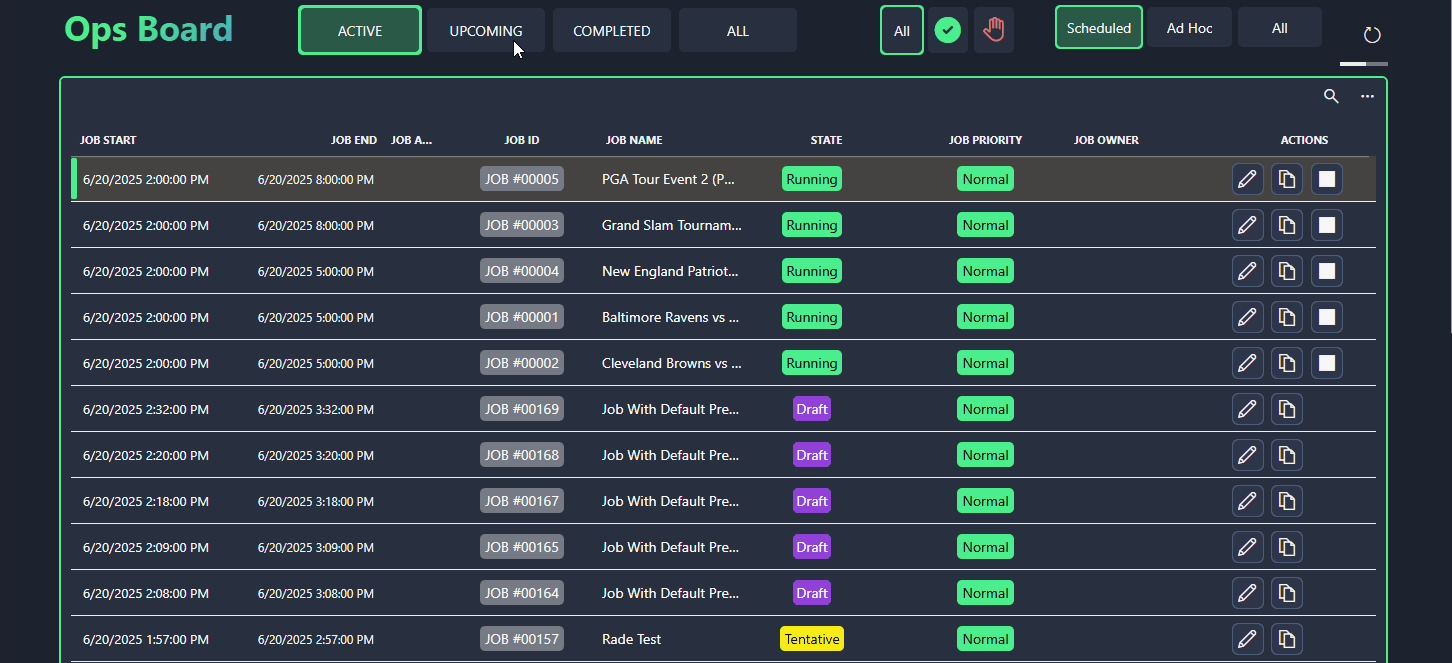 Ops Board ACTIVE UPCOMING COMPLETED ALL All Scheduled Ad Hoc All
JOB START JOB END JOB A... JOB ID JOB NAME STATE JOB PRIORITY JOB OWNER ACTIONS
6/20/2025 2:00:00 PM 6/20/2025 8:00:00 PM JOB #00005 PGA Tour Event 2 (P... Running Normal
6/20/2025 2:00:00 PM 6/20/2025 8:00:00 PM JOB #00003 Grand Slam Tournam... Running Normal
6/20/2025 2:00:00 PM 6/20/2025 5:00:00 PM JOB #00004 New England Patriot... Running Normal
6/20/2025 2:00:00 PM 6/20/2025 5:00:00 PM JOB #00001 Baltimore Ravens vs ... Running Normal
6/20/2025 2:00:00 PM 6/20/2025 5:00:00 PM JOB #00002 Cleveland Browns vs ... Running Normal
6/20/2025 2:32:00 PM 6/20/2025 3:32:00 PM JOB #00169 Job With Default Pre... Draft Normal
6/20/2025 2:20:00 PM 6/20/2025 3:20:00 PM JOB #00168 Job With Default Pre... Draft Normal
6/20/2025 2:18:00 PM 6/20/2025 3:18:00 PM JOB #00167 Job With Default Pre... Draft Normal
6/20/2025 2:09:00 PM 6/20/2025 3:09:00 PM JOB #00165 Job With Default Pre... Draft Normal
6/20/2025 2:08:00 PM 6/20/2025 3:08:00 PM JOB #00164 Job With Default Pre... Draft Normal
6/20/2025 1:57:00 PM 6/20/2025 2:57:00 PM JOB #00157 Rade Test Tentative Normal